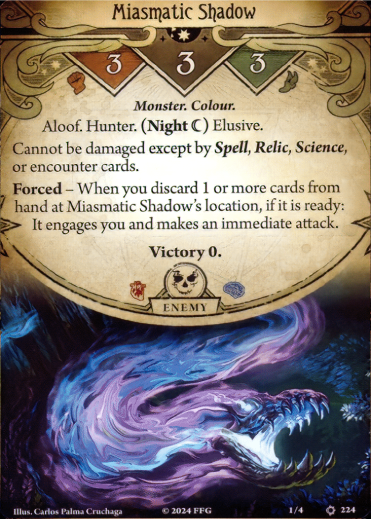 Miasmatic Shadow
3 3 3
Monster. Colour.
Aloof. Hunter. (Night ☾) Elusive.
Cannot be damaged except by Spell, Relic, Science,
or encounter cards.
Forced – When you discard 1 or more cards from
hand at Miasmatic Shadow's location, if it is ready:
It engages you and makes an immediate attack.
Victory 0.
ENEMY
Illus. Carlos Palma Cruchaga © 2024 FFG 1/4 224